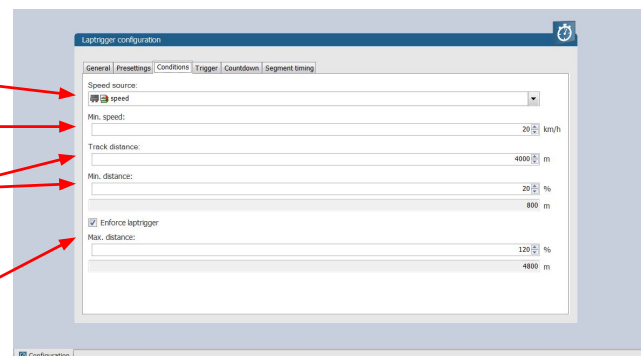 Laptrigger configuration
General Presettings Conditions Trigger Countdown Segment timing
Speed source:
speed
Min. speed:
20 km/h
Track distance:
4000 m
Min. distance:
20 %
800 m
Enforce laptrigger
Max. distance:
120 %
4800 m
Configuration